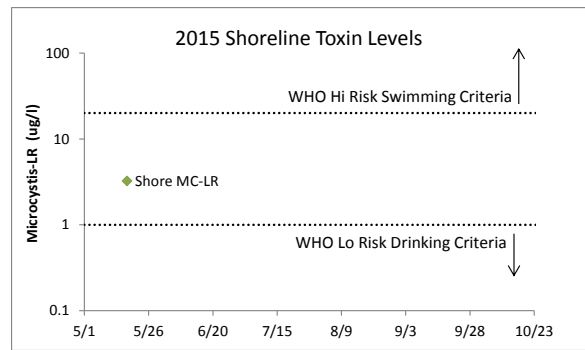 2015 Shoreline Toxin Levels
Microcystis-LR (ug/l)
100
10
1
0.1
WHO Hi Risk Swimming Criteria
Shore MC-LR
WHO Lo Risk Drinking Criteria
5/1 5/26 6/20 7/15 8/9 9/3 9/28 10/23